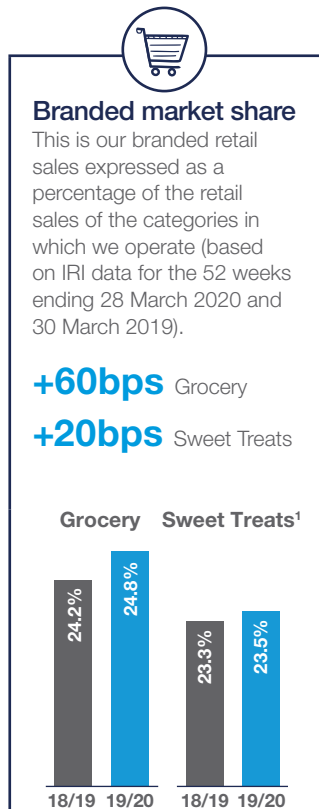 Branded market share
This is our branded retail
sales expressed as a
percentage of the retail
sales of the categories in
which we operate (based
on IRI data for the 52 weeks
ending 28 March 2020 and
30 March 2019).
+60bps Grocery
+20bps Sweet Treats
Grocery Sweet Treats¹
24.2% 24.8% 23.3% 23.5%
18/19 19/20 18/19 19/20